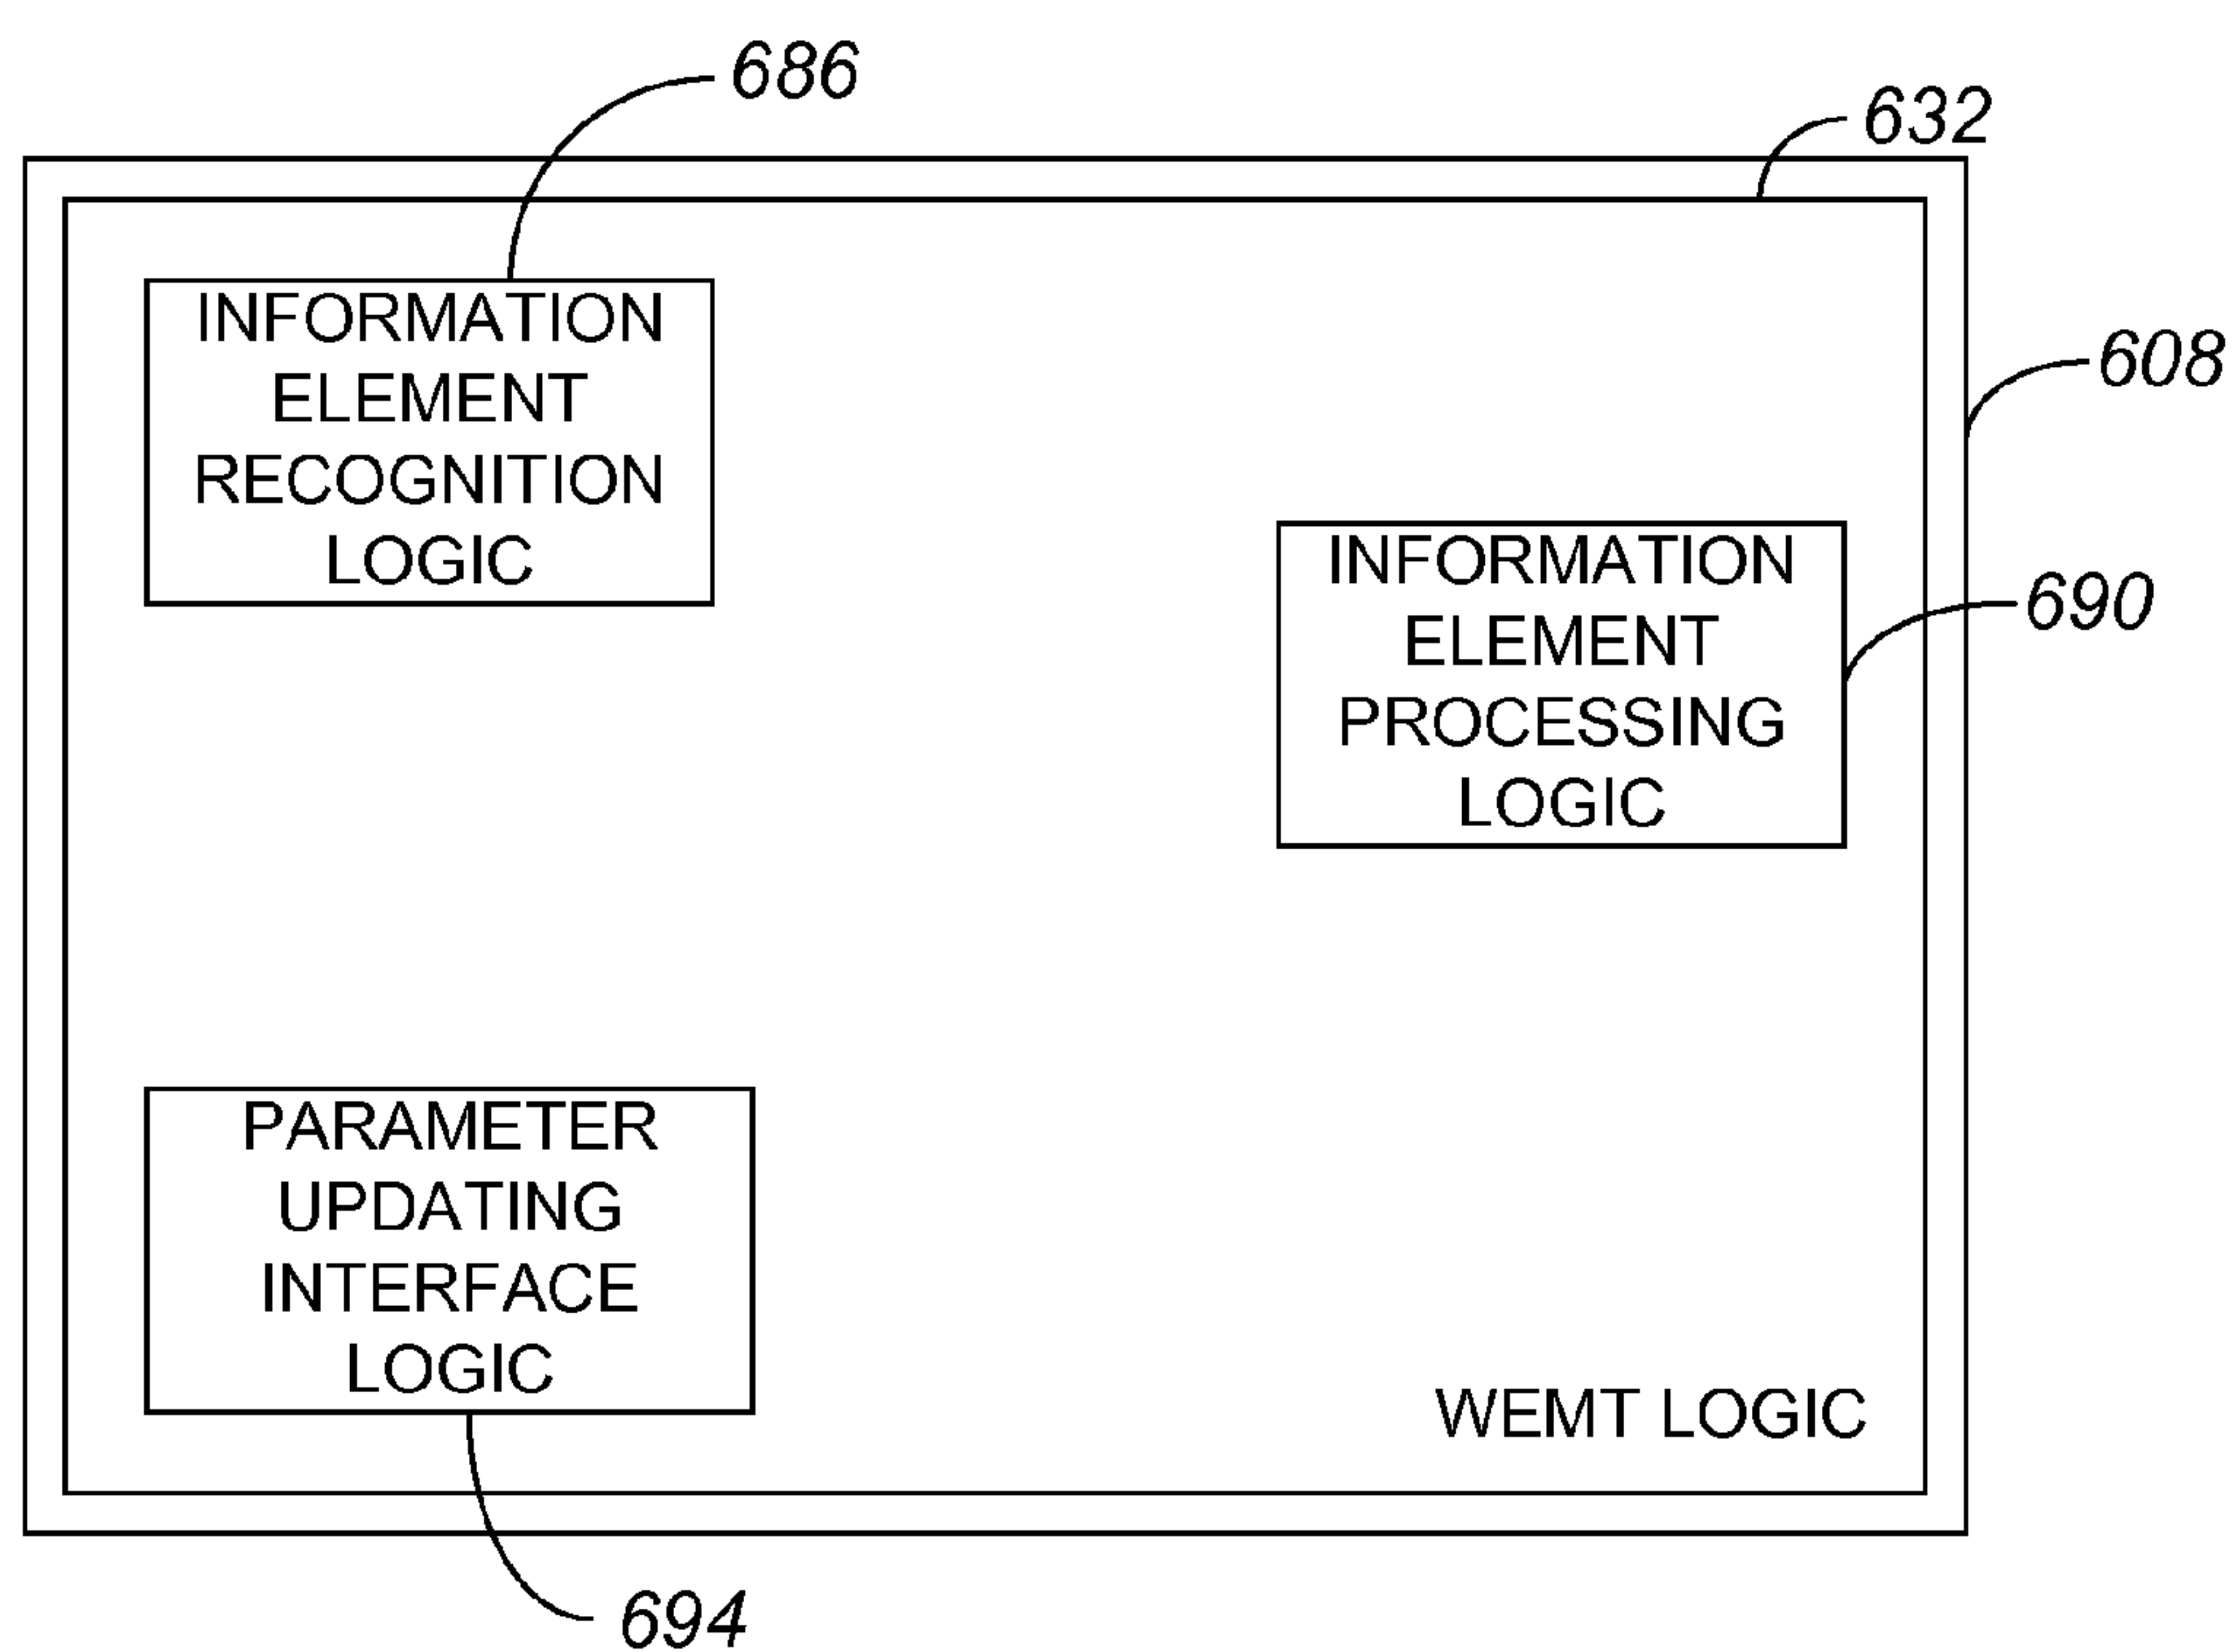 686
632
INFORMATION
ELEMENT
RECOGNITION
LOGIC
608
INFORMATION
ELEMENT
PROCESSING
LOGIC
690
PARAMETER
UPDATING
INTERFACE
LOGIC
WEMT LOGIC
694